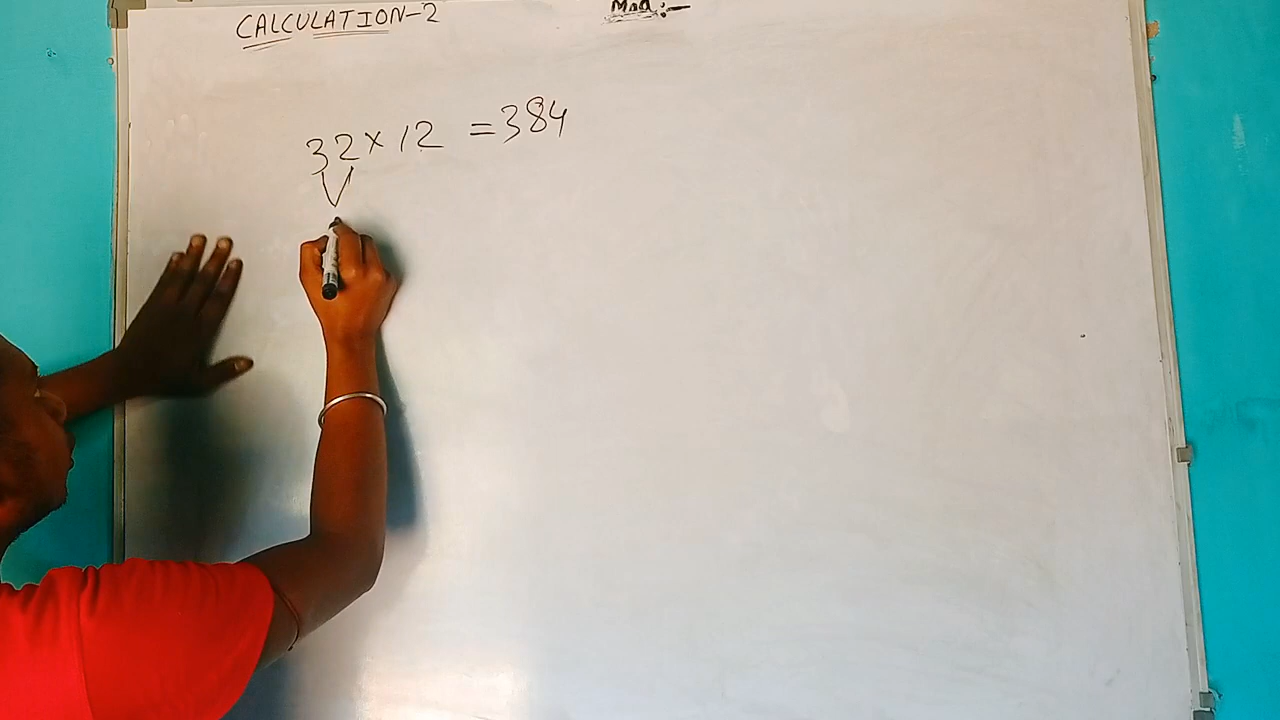 CALCULATION-2
32 × 12 = 384